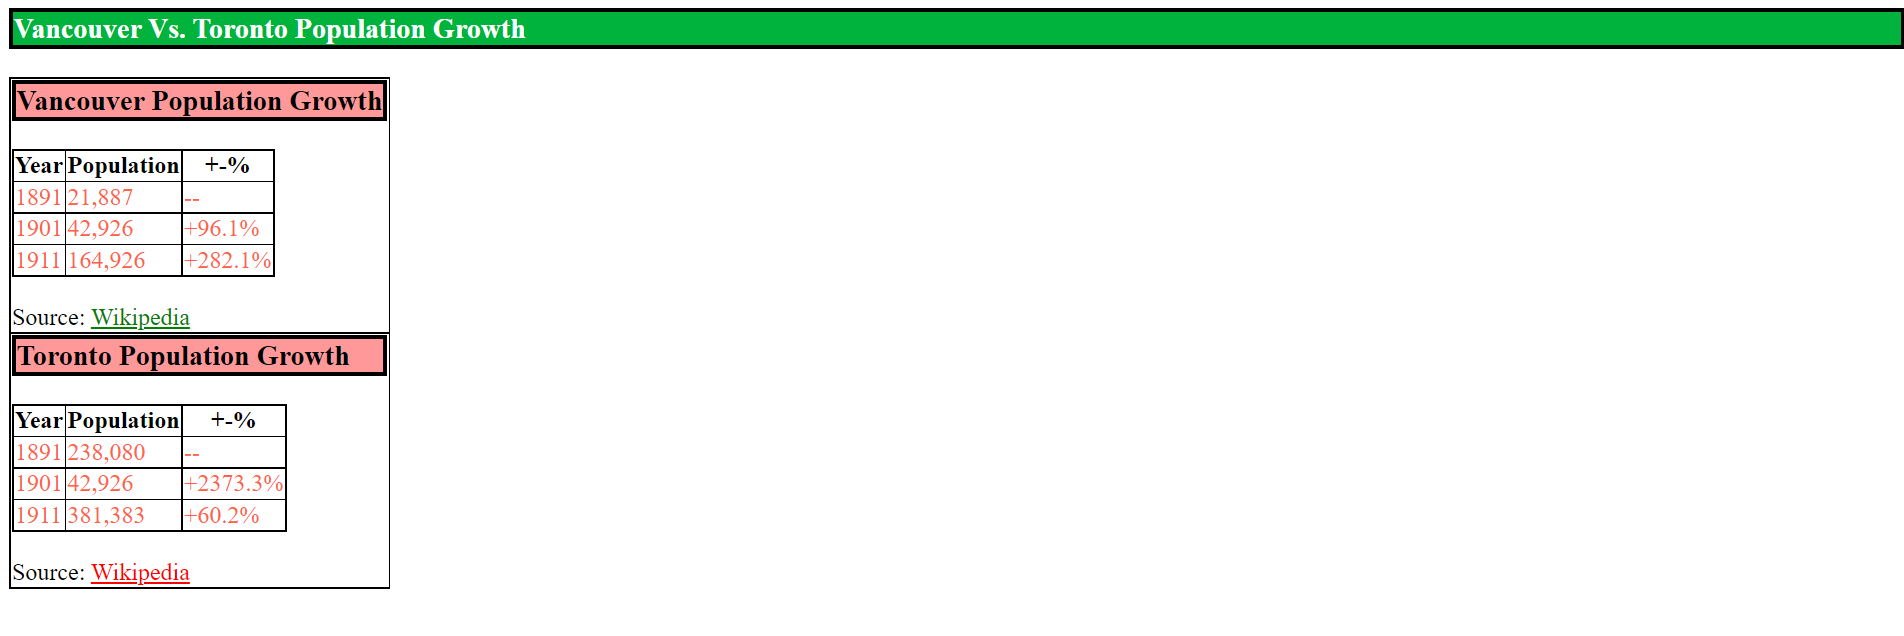 Vancouver Vs. Toronto Population Growth
Vancouver Population Growth
Year Population +-%
1891 21,887 --
1901 42,926 +96.1%
1911 164,926 +282.1%
Source: Wikipedia
Toronto Population Growth
Year Population +-%
1891 238,080 --
1901 42,926 +2373.3%
1911 381,383 +60.2%
Source: Wikipedia